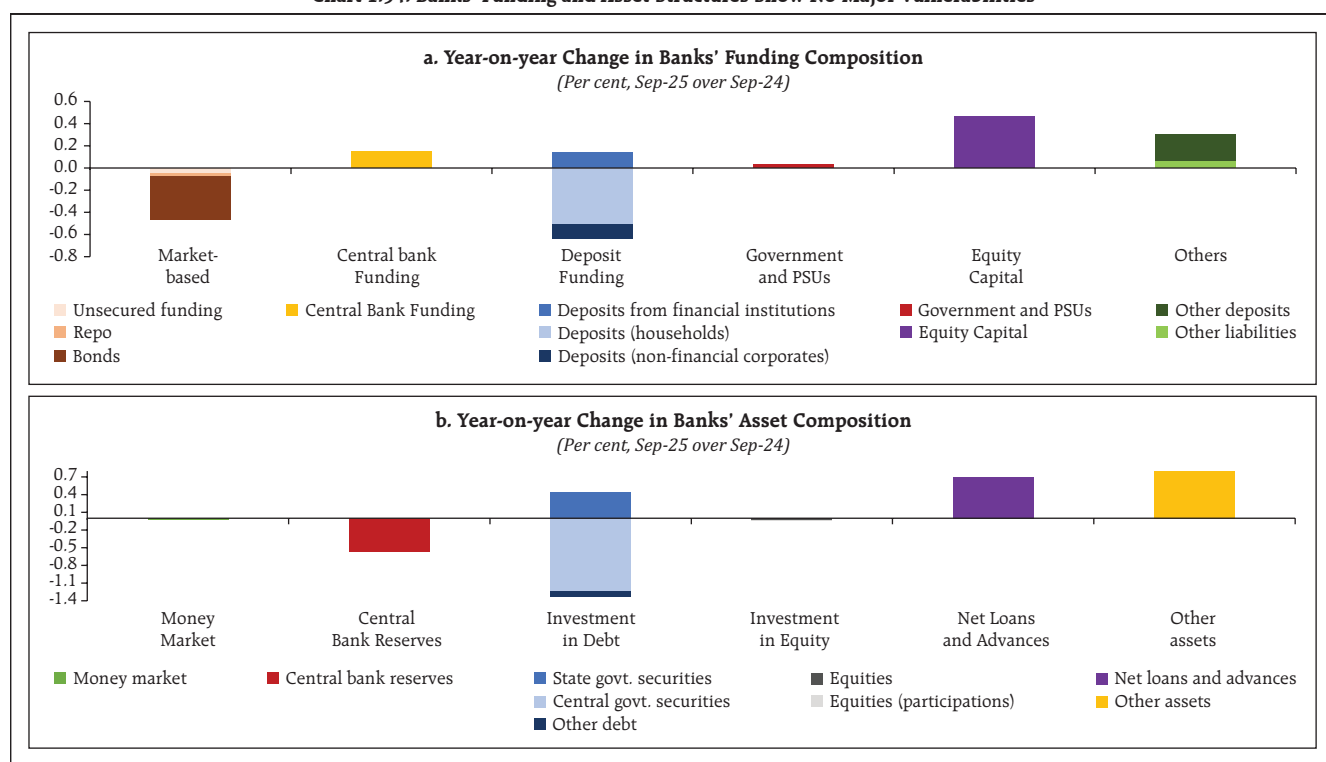 a. Year-on-year Change in Banks' Funding Composition
(Per cent, Sep-25 over Sep-24)
0.6
0.4
0.2
0.0
-0.2
-0.4
-0.6
-0.8
Market-
based
Central bank
Funding
Deposit
Funding
Government
and PSUs
Equity
Capital
Others
Unsecured funding
Repo
Bonds
Central Bank Funding
Deposits from financial institutions
Deposits (households)
Deposits (non-financial corporates)
Government and PSUs
Equity Capital
Other deposits
Other liabilities
b. Year-on-year Change in Banks' Asset Composition
(Per cent, Sep-25 over Sep-24)
0.7
0.4
0.1
-0.2
-0.5
-0.8
-1.1
-1.4
Money
Market
Central
Bank Reserves
Investment
in Debt
Investment
in Equity
Net Loans
and Advances
Other
assets
Money market
Central bank reserves
State govt. securities
Central govt. securities
Other debt
Equities
Equities (participations)
Net loans and advances
Other assets